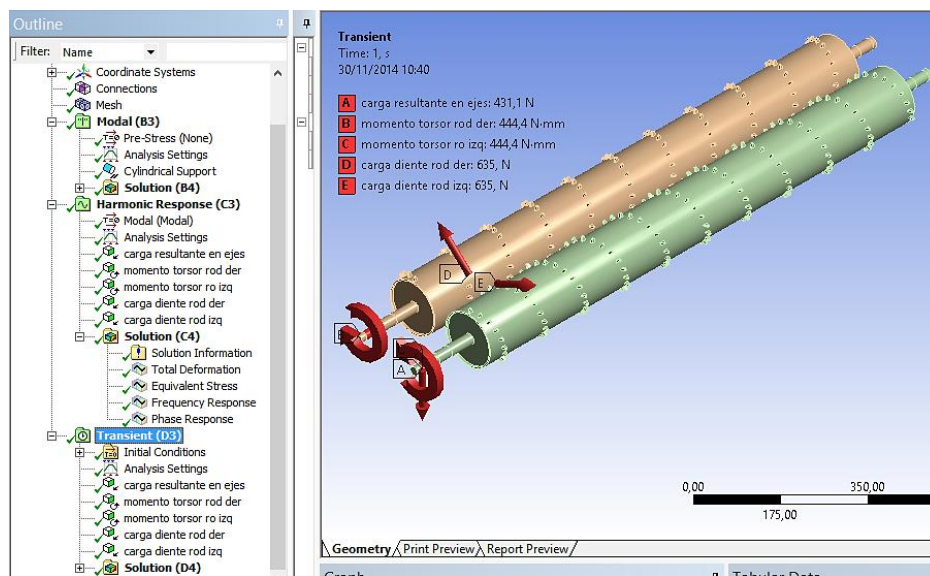 Outline
Filter: Name
Coordinate Systems
Connections
Mesh
Modal (B3)
Pre-Stress (None)
Analysis Settings
Cylindrical Support
Solution (B4)
Harmonic Response (C3)
Modal (Modal)
Analysis Settings
carga resultante en ejes
momento torsor rod der
momento torsor ro izq
carga diente rod der
carga diente rod izq
Solution (C4)
Solution Information
Total Deformation
Equivalent Stress
Frequency Response
Phase Response
Transient (D3)
Initial Conditions
Analysis Settings
carga resultante en ejes
momento torsor rod der
momento torsor ro izq
carga diente rod der
carga diente rod izq
Solution (D4)
Transient
Time: 1, s
30/11/2014 10:40
A carga resultante en ejes: 431,1 N
B momento torsor rod der: 444,4 N-mm
C momento torsor ro izq: 444,4 N-mm
D carga diente rod der: 635, N
E carga diente rod izq: 635, N
D
E
A
0,00
350,00
175,00
Geometry Print Preview Report Preview
Graph
Tabular Data